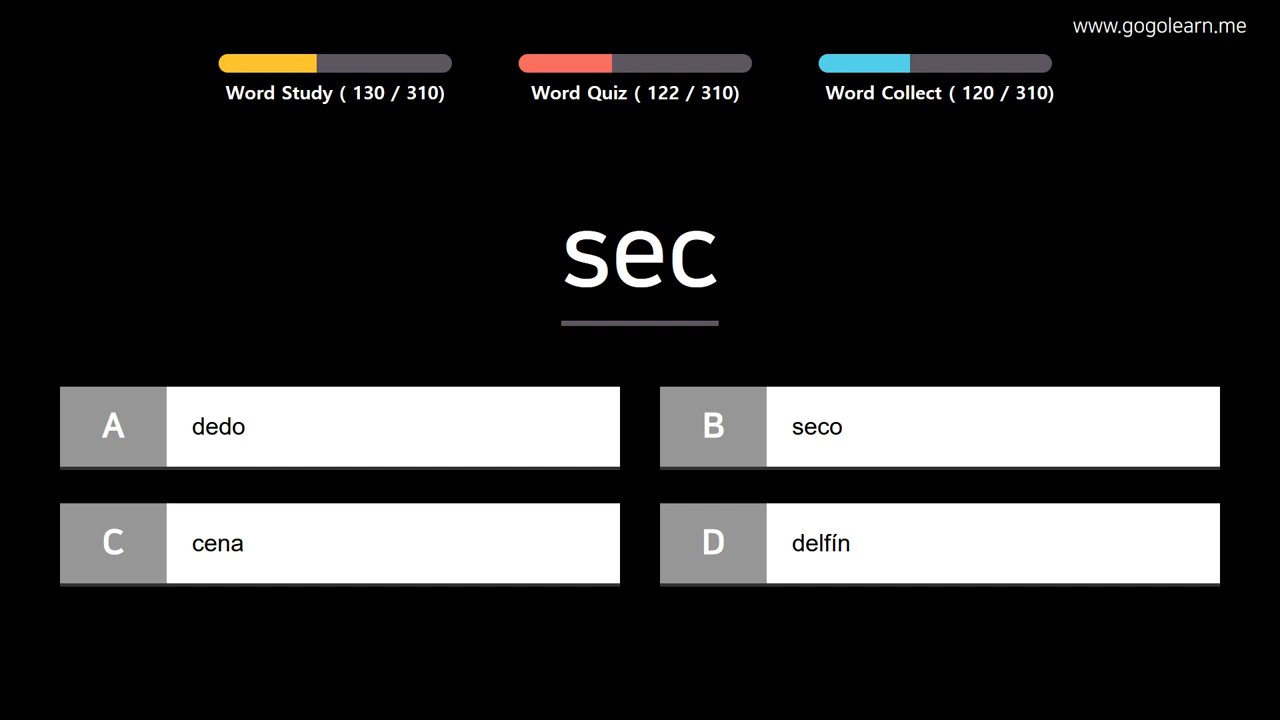 www.gogolearn.me
Word Study ( 130 / 310)
Word Quiz ( 122 / 310)
Word Collect ( 120 / 310)
sec
A
dedo
B
seco
C
cena
D
delfín